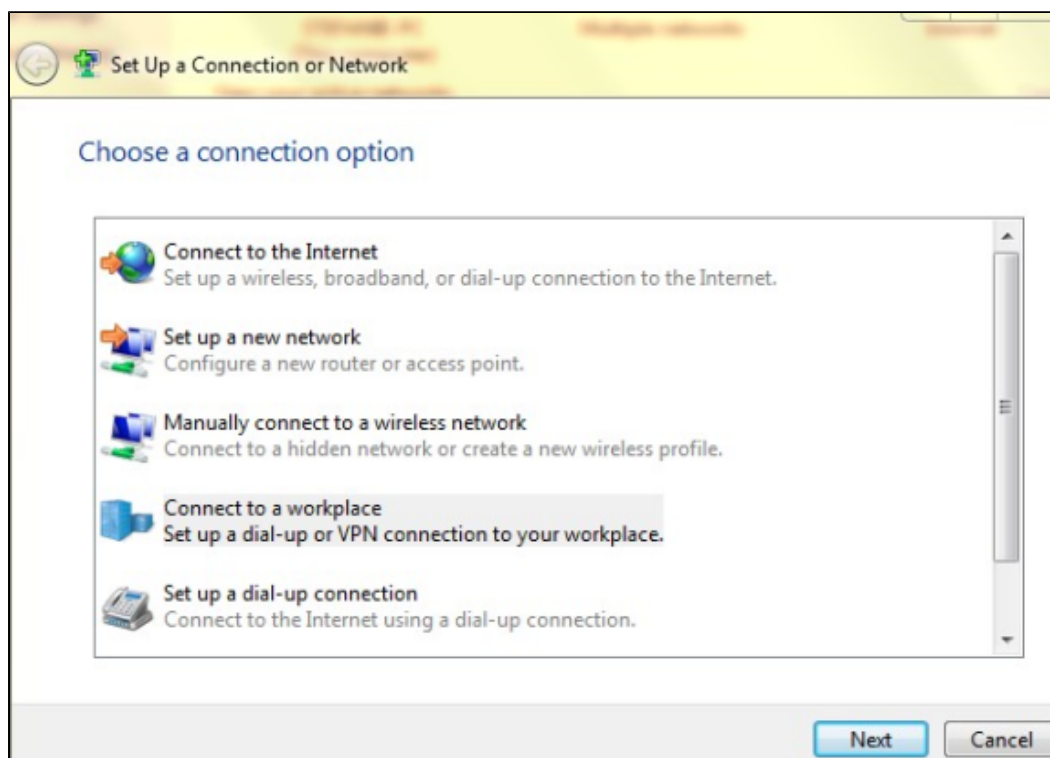 Multiple networks
Set Up a Connection or Network
Choose a connection option
Connect to the Internet
Set up a wireless, broadband, or dial-up connection to the Internet.
Set up a new network
Configure a new router or access point.
Manually connect to a wireless network
Connect to a hidden network or create a new wireless profile.
Connect to a workplace
Set up a dial-up or VPN connection to your workplace.
Set up a dial-up connection
Connect to the Internet using a dial-up connection.
Next
Cancel